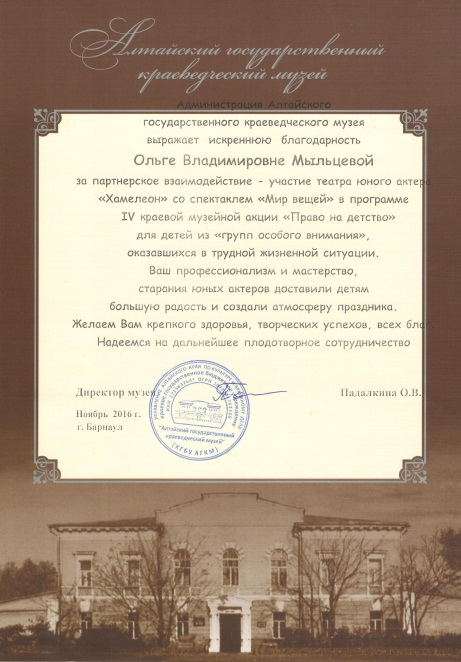 Алтайский государственный
краеведческий музей
Администрация Алтайского
государственного краеведческого музея
выражает искреннюю благодарность
Ольге Владимировне Мыльцевой
за партнерское взаимодействие - участие театра юного актера
«Хамелеон» со спектаклем «Мир вещей» в программе
IV краевой музейной акции «Право на детство»
для детей из «групп особого внимания»,
оказавшихся в трудной жизненной ситуации.
Ваш профессионализм и мастерство,
старания юных актеров доставили детям
большую радость и создали атмосферу праздника.
Желаем Вам крепкого здоровья, творческих успехов, всех благ.
Надеемся на дальнейшее плодотворное сотрудничество
Директор музея
Падалкина О.В.
Ноябрь 2016 г.
г. Барнаул
"Алтайский государственный
краеведческий музей"
(КГБУ АГКМ)